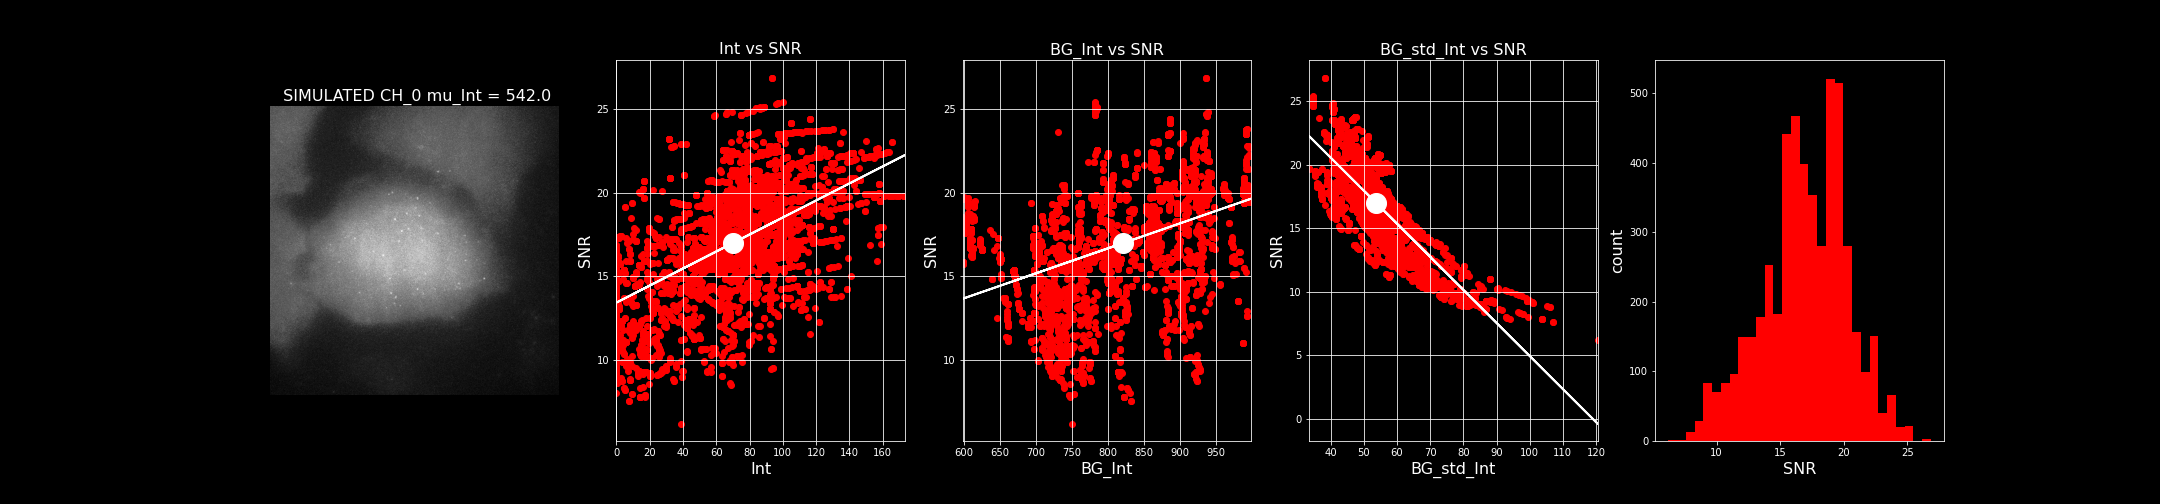 SIMULATED CH_0 mu_Int = 542.0
Int vs SNR
SNR
25
20
15
10
0 20 40 60 80 100 120 140 160
Int
BG_Int vs SNR
SNR
25
20
15
10
600 650 700 750 800 850 900 950
BG_Int
BG_std_Int vs SNR
SNR
25
20
15
10
5
0
40 50 60 70 80 90 100 110 120
BG_std_Int
count
500
400
300
200
100
0
10 15 20 25
SNR